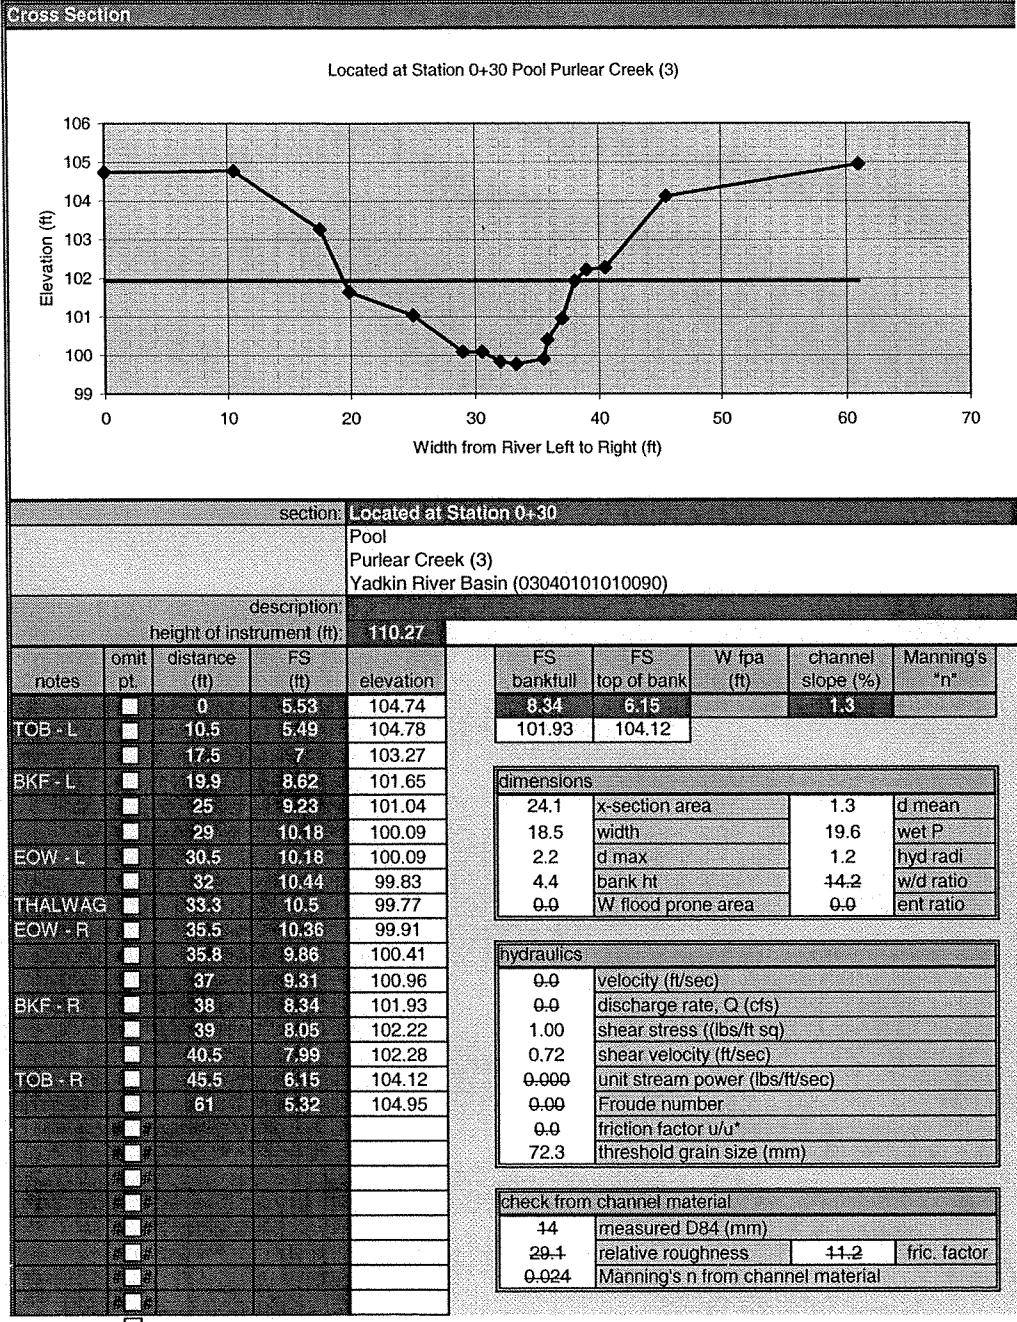 Cross Section
Located at Station 0+30 Pool Purlear Creek (3)
106
105
104
103
102
101
100
99
Elevation (ft)
0 10 20 30 40 50 60 70
Width from River Left to Right (ft)
section: Located at Station 0+30
Pool
Purlear Creek (3)
Yadkin River Basin (03040101010090)
description:
height of instrument (ft): 110.27
notes omit pt. distance (ft) FS (ft) elevation
0 5.53 104.74
TOB - L 10.5 5.49 104.78
17.5 7 103.27
BKF - L 19.9 8.62 101.65
25 9.23 101.04
29 10.18 100.09
EOW - L 30.5 10.18 100.09
32 10.44 99.83
THALWAG 33.3 10.5 99.77
EOW - R 35.5 10.36 99.91
35.8 9.86 100.41
37 9.31 100.96
BKF - R 38 8.34 101.93
39 8.05 102.22
40.5 7.99 102.28
TOB - R 45.5 6.15 104.12
61 5.32 104.95
# #
# #
# #
# #
# #
# #
# #
# #
FS bankfull FS top of bank W fpa (ft) channel slope (%) Manning's "n"
8.34 6.15 1.3
101.93 104.12
dimensions
24.1 x-section area 1.3 d mean
18.5 width 19.6 wet P
2.2 d max 1.2 hyd radi
4.4 bank ht 14.2 w/d ratio
0.0 W flood prone area 0.0 ent ratio
hydraulics
0.0 velocity (ft/sec)
0.0 discharge rate, Q (cfs)
1.00 shear stress ((lbs/ft sq)
0.72 shear velocity (ft/sec)
0.000 unit stream power (lbs/ft/sec)
0.00 Froude number
0.0 friction factor u/u*
72.3 threshold grain size (mm)
check from channel material
14 measured D84 (mm)
29.1 relative roughness 11.2 fric. factor
0.024 Manning's n from channel material